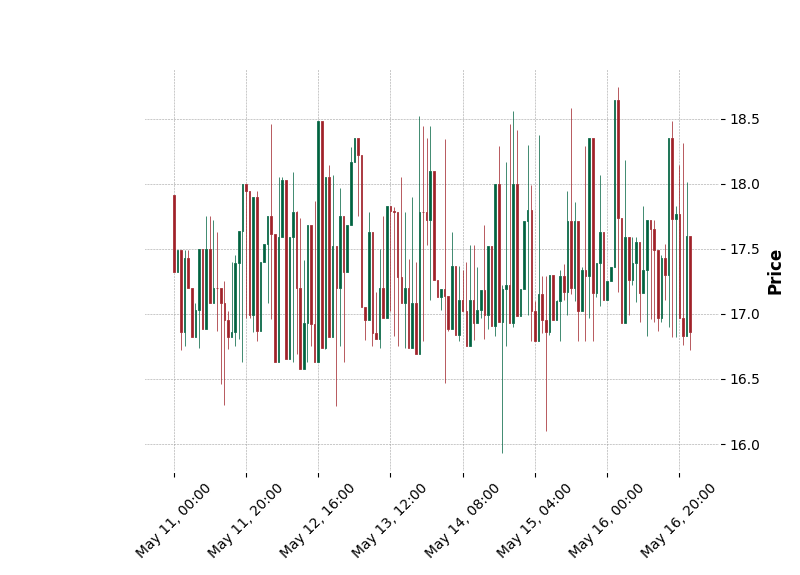 18.5
18.0
17.5
17.0
16.5
16.0
Price
May 11, 00:00
May 11, 20:00
May 12, 16:00
May 13, 12:00
May 14, 08:00
May 15, 04:00
May 16, 00:00
May 16, 20:00